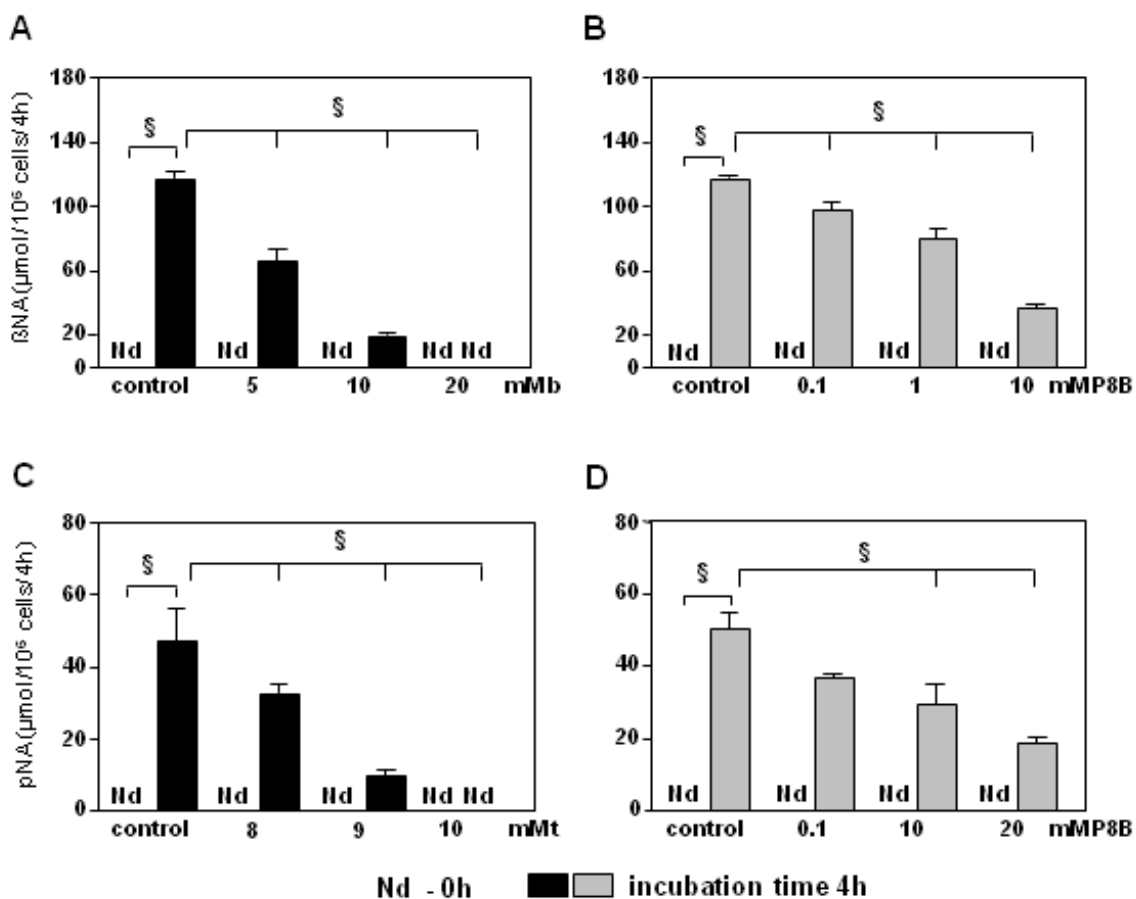 A
ßNA(µmol/10⁶ cells/4h)
180
140
100
60
20
0
§
§
Nd Nd Nd Nd Nd
control 5 10 20 mMb
B
180
140
100
60
20
0
§
§
Nd Nd Nd Nd
control 0.1 1 10 mMP8B
C
pNA(µmol/10⁶ cells/4h)
80
60
40
20
0
§
§
Nd Nd Nd Nd Nd
control 8 9 10 mMt
D
80
60
40
20
0
§
§
Nd Nd Nd Nd
control 0.1 10 20 mMP8B
Nd - 0h incubation time 4h